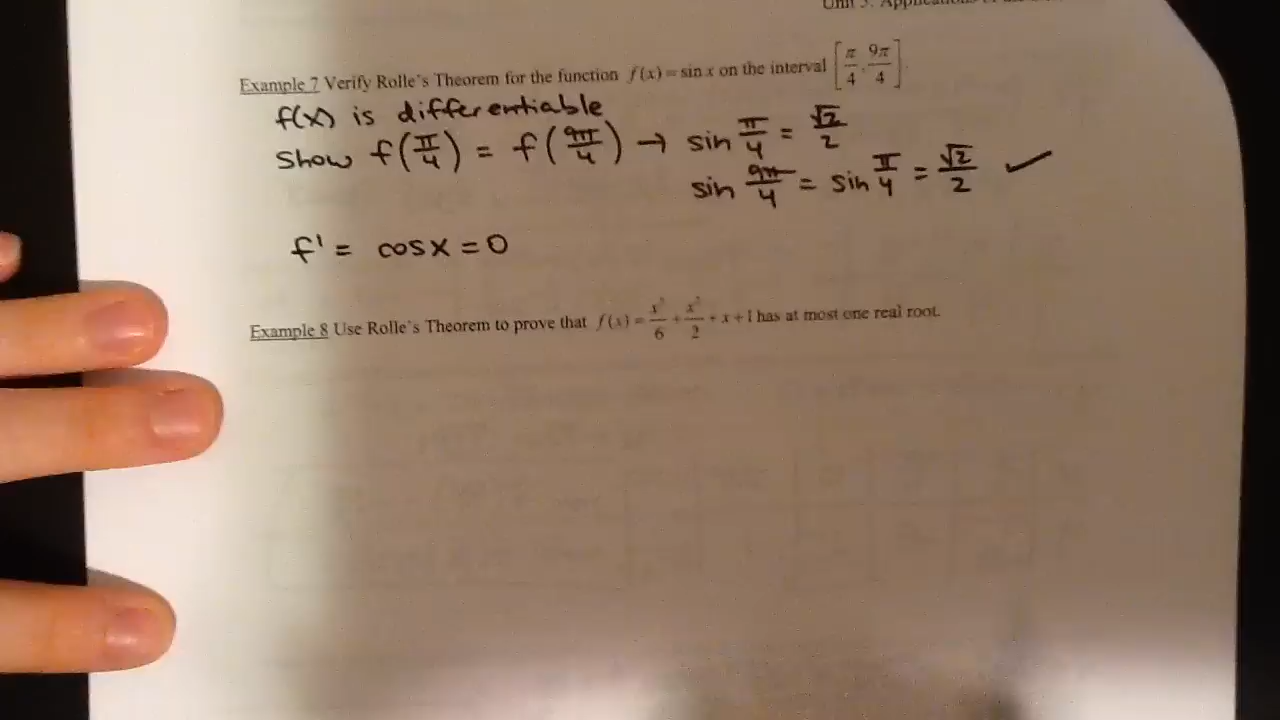 Unit 5: Applications of
Example 7 Verify Rolle's Theorem for the function f(x) = sin x on the interval [π/4, 9π/4].
f(x) is differentiable
Show f(π/4) = f(9π/4) → sin π/4 = √2/2
sin 9π/4 = sin π/4 = √2/2 ✓
f' = cosx = 0
Example 8 Use Rolle's Theorem to prove that f(x) = x³/6 + x²/2 + x + 1 has at most one real root.